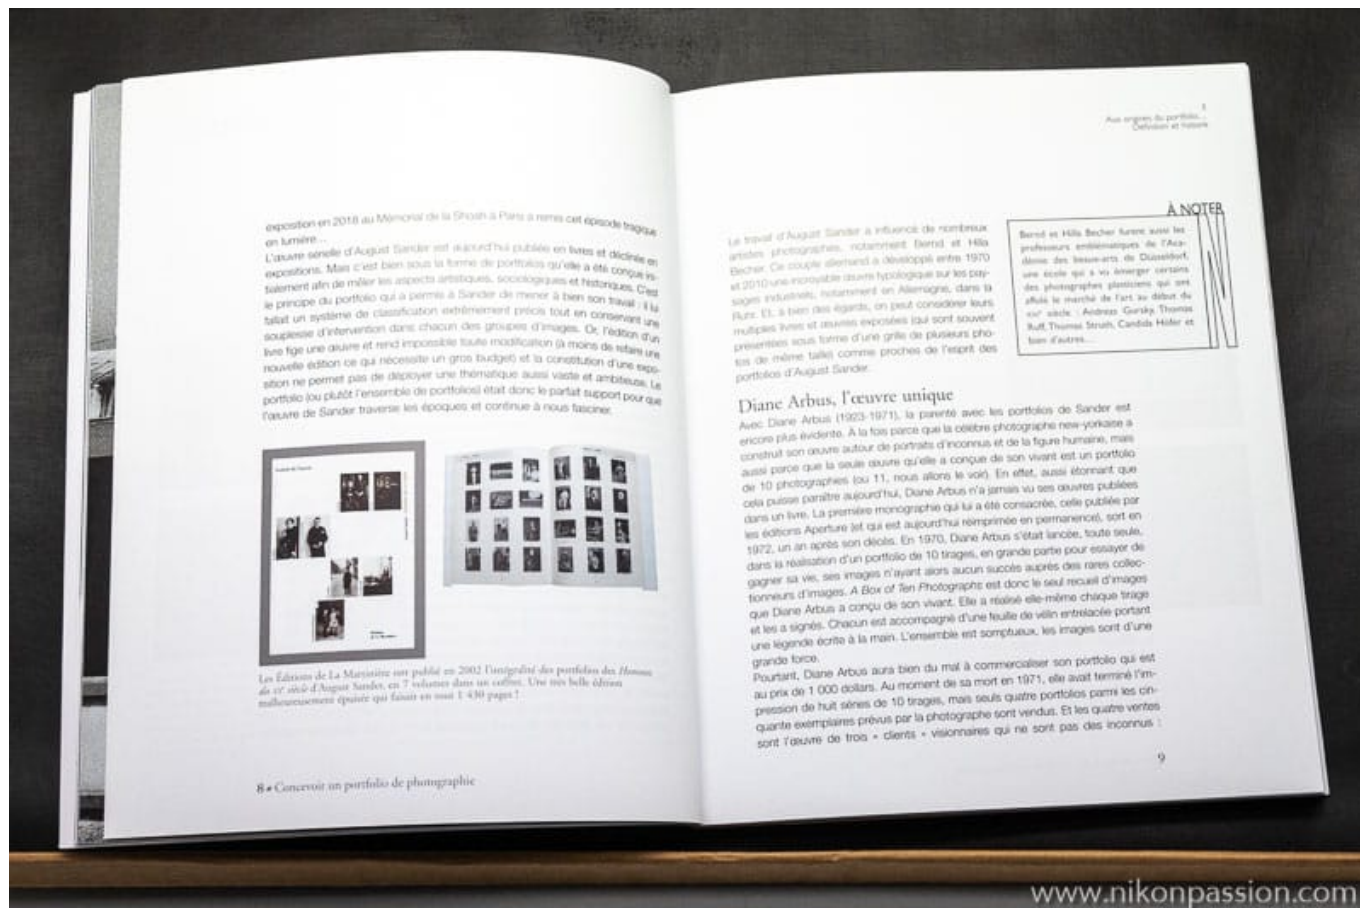 exposition en 2018 au Mémorial de la Shoah à Paris a remis cet épisode tragique
en lumière…
L'œuvre sérielle d'August Sander est aujourd'hui publiée en livres et déclinée en
expositions. Mais c'est bien sous la forme de portfolios qu'elle a été conçue ini-
tialement afin de mêler les aspects artistiques, sociologiques et historiques. C'est
le principe du portfolio qui a permis à Sander de mener à bien son travail : il lui
fallait un système de classification extrêmement précis tout en conservant une
souplesse d'intervention dans chacun des groupes d'images. Or, l'édition d'un
livre fige une œuvre et rend impossible toute modification (à moins de refaire une
nouvelle édition ce qui nécessite un gros budget) et la constitution d'une expo-
sition ne permet pas de déployer une thématique aussi vaste et ambitieuse. Le
portfolio (ou plutôt l'ensemble de portfolios) était donc le parfait support pour que
l'œuvre de Sander traverse les époques et continue à nous fasciner.
Les Éditions de La Martinière ont publié en 2002 l'intégralité des portfolios des Hommes
du XXe siècle d'August Sander, en 7 volumes dans un coffret. Une très belle édition
malheureusement épuisée qui faisait en tout 1 430 pages !
8 • Concevoir un portfolio de photographie
1
Aux origines du portfolio…
Définition et histoire
Le travail d'August Sander a influencé de nombreux
artistes photographes, notamment Bernd et Hilla
Becher. Ce couple allemand a développé entre 1970
et 2010 une incroyable œuvre typologique sur les pay-
sages industriels, notamment en Allemagne, dans la
Ruhr. Et, à bien des égards, on peut considérer leurs
multiples livres et œuvres exposées (qui sont souvent
présentées sous forme d'une grille de plusieurs pho-
tos de même taille) comme proches de l'esprit des
portfolios d'August Sander.
À NOTER
Bernd et Hilla Becher furent aussi les
professeurs emblématiques de l'Aca-
démie des beaux-arts de Düsseldorf,
une école qui a vu émerger certains
des photographes plasticiens qui ont
affolé le marché de l'art au début du
XXIe siècle : Andreas Gursky, Thomas
Ruff, Thomas Struth, Candida Höfer et
bien d'autres…
Diane Arbus, l'œuvre unique
Avec Diane Arbus (1923-1971), la parenté avec les portfolios de Sander est
encore plus évidente. À la fois parce que la célèbre photographe new-yorkaise a
construit son œuvre autour de portraits d'inconnus et de la figure humaine, mais
aussi parce que la seule œuvre qu'elle a conçue de son vivant est un portfolio
de 10 photographies (ou 11, nous allons le voir). En effet, aussi étonnant que
cela puisse paraître aujourd'hui, Diane Arbus n'a jamais vu ses œuvres publiées
dans un livre. La première monographie qui lui a été consacrée, celle publiée par
les éditions Aperture (et qui est aujourd'hui réimprimée en permanence), sort en
1972, un an après son décès. En 1970, Diane Arbus s'était lancée, toute seule,
dans la réalisation d'un portfolio de 10 tirages, en grande partie pour essayer de
gagner sa vie, ses images n'ayant alors aucun succès auprès des rares collec-
tionneurs d'images. A Box of Ten Photographs est donc le seul recueil d'images
que Diane Arbus a conçu de son vivant. Elle a réalisé elle-même chaque tirage
et les a signés. Chacun est accompagné d'une feuille de vélin entrelacée portant
une légende écrite à la main. L'ensemble est somptueux, les images sont d'une
grande force.
Pourtant, Diane Arbus aura bien du mal à commercialiser son portfolio qui est
au prix de 1 000 dollars. Au moment de sa mort en 1971, elle avait terminé l'im-
pression de huit séries de 10 tirages, mais seuls quatre portfolios parmi les cin-
quante exemplaires prévus par la photographe sont vendus. Et les quatre ventes
sont l'œuvre de trois « clients » visionnaires qui ne sont pas des inconnus :
9
www.nikonpassion.com